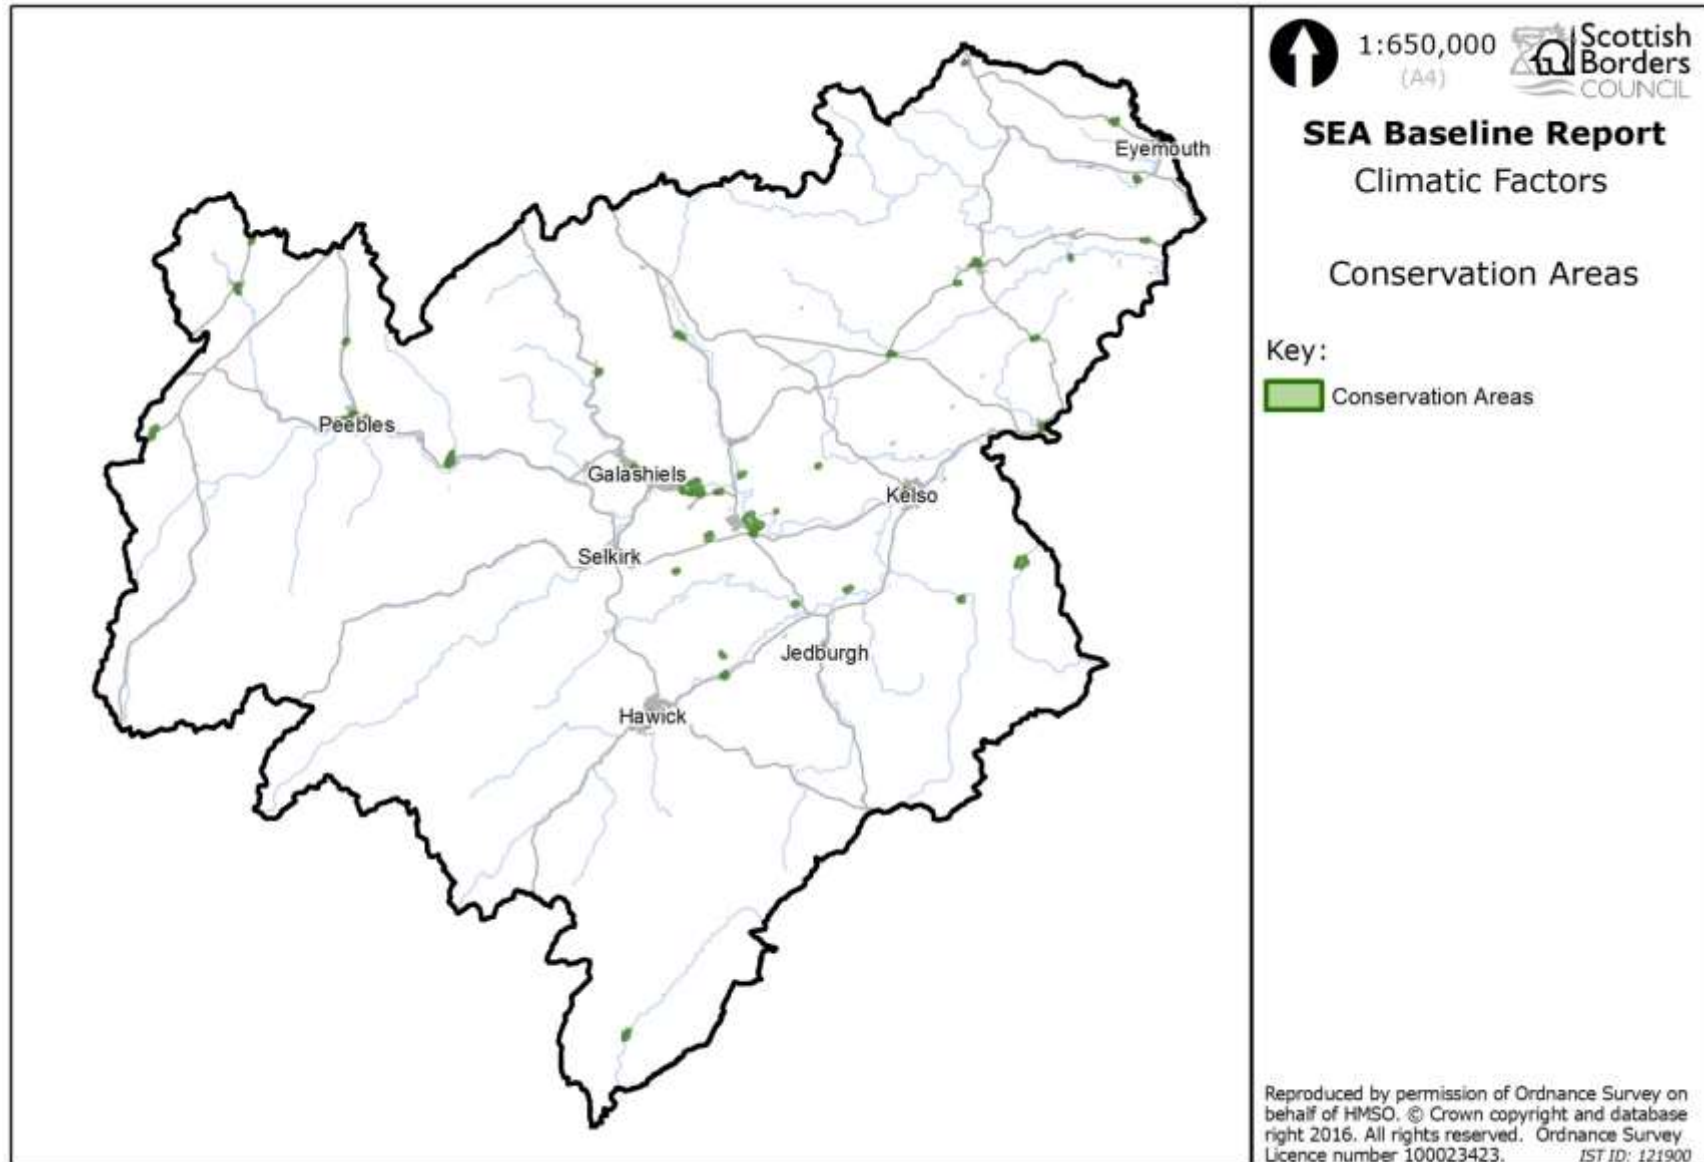 1:650,000
(A4)
Scottish
Borders
COUNCIL
SEA Baseline Report
Climatic Factors
Conservation Areas
Key:
Conservation Areas
Eyemouth
Peebles
Galashiels
Kelso
Selkirk
Jedburgh
Hawick
Reproduced by permission of Ordnance Survey on
behalf of HMSO. © Crown copyright and database
right 2016. All rights reserved. Ordnance Survey
Licence number 100023423. IST ID: 121900